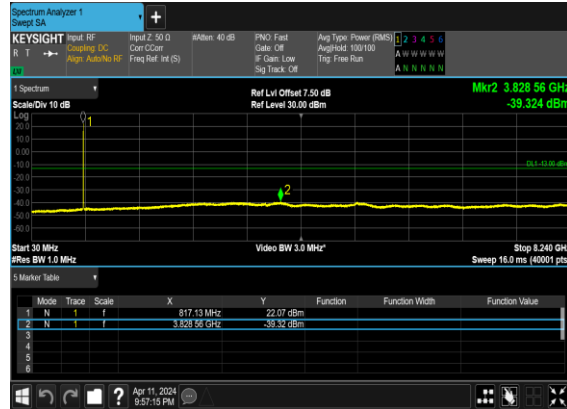 Spectrum Analyzer 1
Swept SA
+
KEYSIGHT
R T
Input: RF
Coupling: DC
Align: Auto/No RF
Input Z: 50 Ω
Corr CCorr
Freq Ref: Int (S)
#Atten: 40 dB
PNO: Fast
Gate: Off
IF Gain: Low
Sig Track: Off
Avg Type: Power (RMS)
Avg|Hold: 100/100
Trig: Free Run
1 2 3 4 5 6
A W W W W W
A N N N N N
1 Spectrum
Scale/Div 10 dB
Ref Lvl Offset 7.50 dB
Ref Level 30.00 dBm
Mkr2 3.828 56 GHz
-39.324 dBm
Log
20.0
10.0
0.00
-10.0
-20.0
-30.0
-40.0
-50.0
-60.0
1
2
DL1 -13.00 dBm
Start 30 MHz
#Res BW 1.0 MHz
Video BW 3.0 MHz*
Stop 8.240 GHz
Sweep 16.0 ms (40001 pts)
5 Marker Table
Mode Trace Scale X Y Function Function Width Function Value
1 N 1 f 817.13 MHz 22.07 dBm
2 N 1 f 3.828 56 GHz -39.32 dBm
3
4
5
6
?
Apr 11, 2024
9:57:15 PM